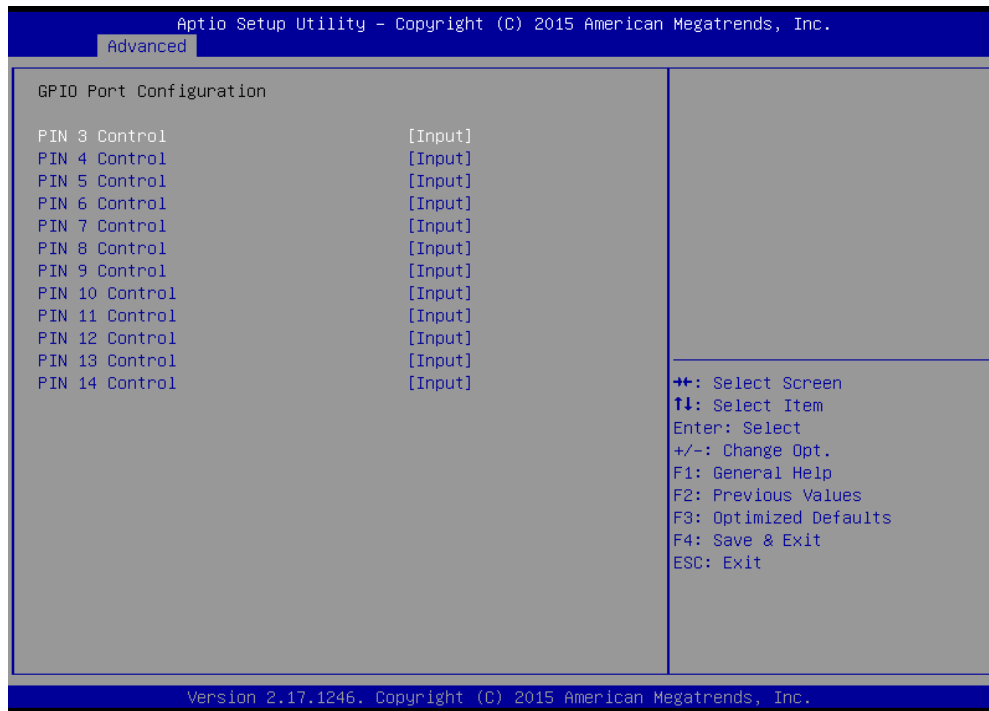 Aptio Setup Utility – Copyright (C) 2015 American Megatrends, Inc.
Advanced
GPIO Port Configuration
PIN 3 Control [Input]
PIN 4 Control [Input]
PIN 5 Control [Input]
PIN 6 Control [Input]
PIN 7 Control [Input]
PIN 8 Control [Input]
PIN 9 Control [Input]
PIN 10 Control [Input]
PIN 11 Control [Input]
PIN 12 Control [Input]
PIN 13 Control [Input]
PIN 14 Control [Input]
→←: Select Screen
↑↓: Select Item
Enter: Select
+/-: Change Opt.
F1: General Help
F2: Previous Values
F3: Optimized Defaults
F4: Save & Exit
ESC: Exit
Version 2.17.1246. Copyright (C) 2015 American Megatrends, Inc.